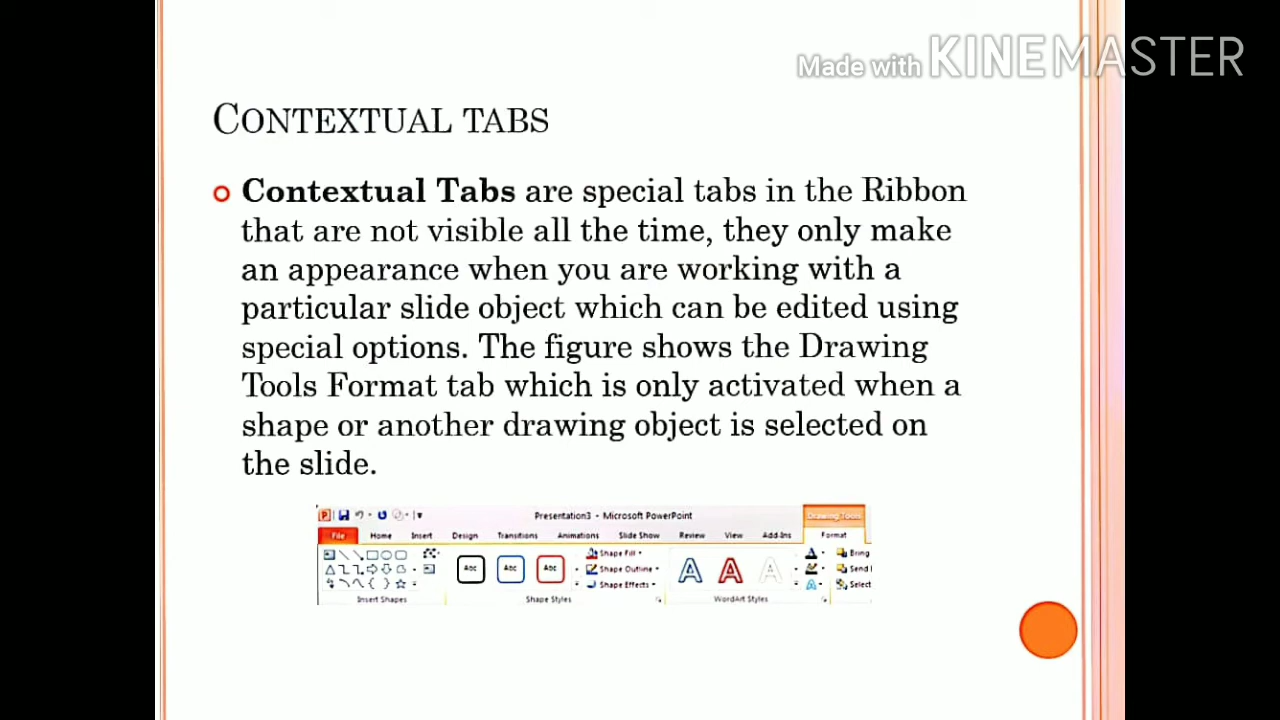 Made with KINEMASTER
CONTEXTUAL TABS
Contextual Tabs are special tabs in the Ribbon
that are not visible all the time, they only make
an appearance when you are working with a
particular slide object which can be edited using
special options. The figure shows the Drawing
Tools Format tab which is only activated when a
shape or another drawing object is selected on
the slide.
Presentation3 - Microsoft PowerPoint Drawing Tools
File Home Insert Design Transitions Animations Slide Show Review View Add-Ins Format
Abc Abc Abc
Shape Fill
Shape Outline
Shape Effects
A A A
Bring
Send
Select
Insert Shapes Shape Styles WordArt Styles